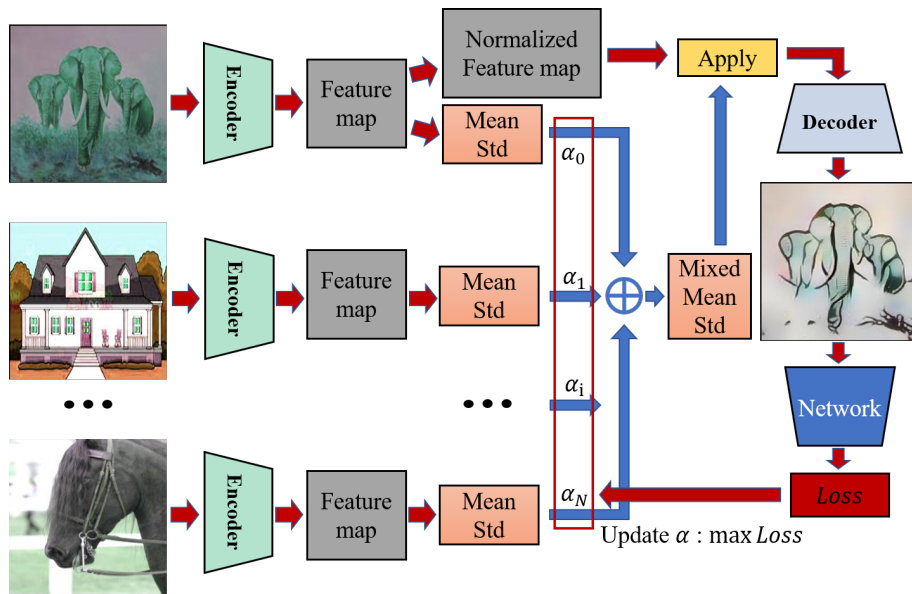 Encoder
Feature
map
Normalized
Feature map
Mean
Std
α₀
Apply
Decoder
Encoder
Feature
map
Mean
Std
α₁
Mixed
Mean
Std
• • •
• • •
αᵢ
Network
Encoder
Feature
map
Mean
Std
α_N
Loss
Update α : max Loss